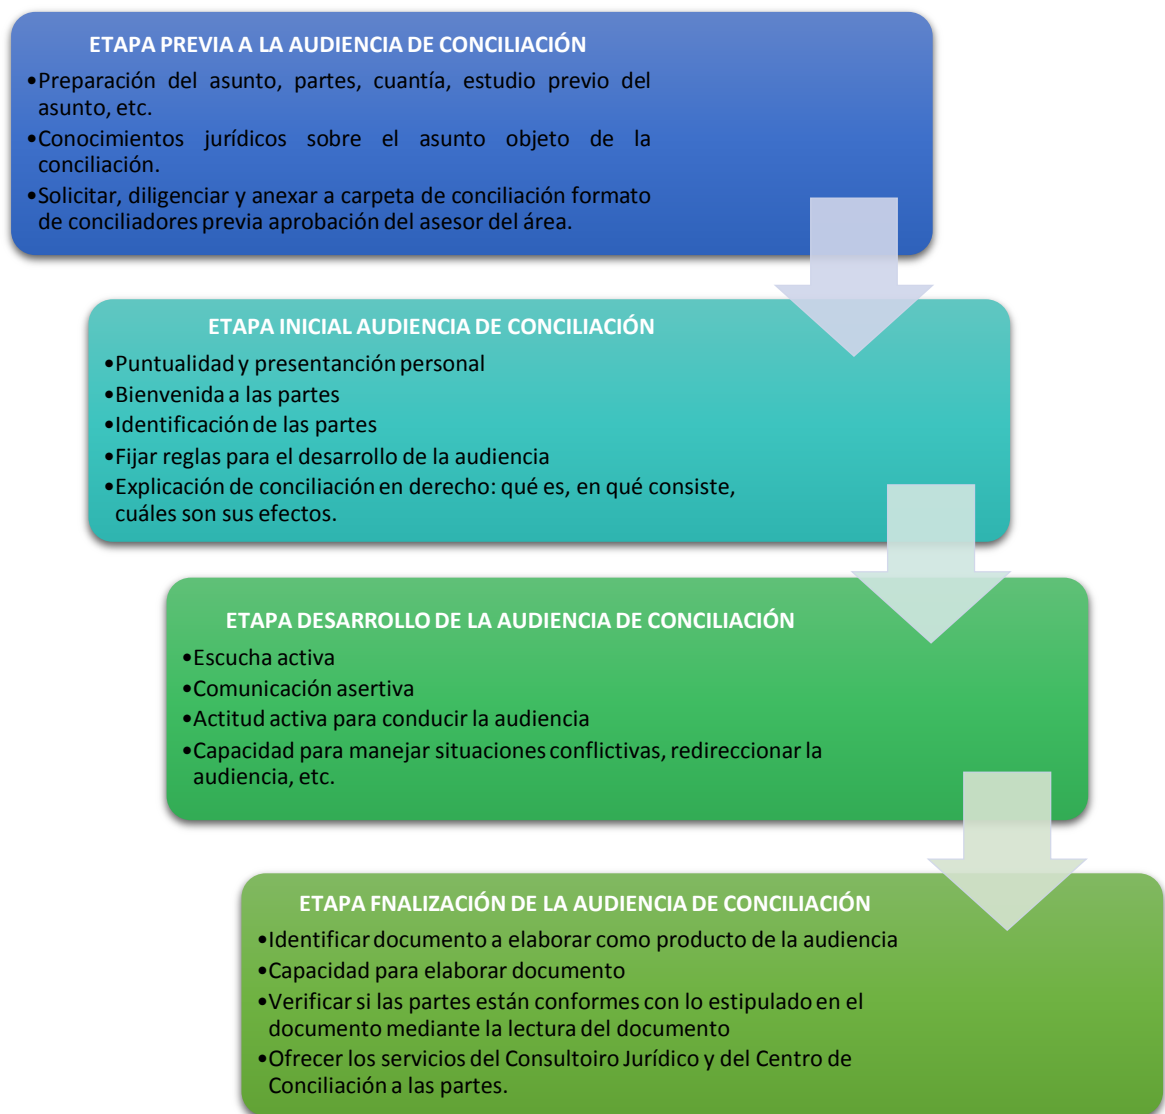 ETAPA PREVIA A LA AUDIENCIA DE CONCILIACIÓN
•Preparación del asunto, partes, cuantía, estudio previo del
asunto, etc.
•Conocimientos jurídicos sobre el asunto objeto de la
conciliación.
•Solicitar, diligenciar y anexar a carpeta de conciliación formato
de conciliadores previa aprobación del asesor del área.
ETAPA INICIAL AUDIENCIA DE CONCILIACIÓN
•Puntualidad y presentanción personal
•Bienvenida a las partes
•Identificación de las partes
•Fijar reglas para el desarrollo de la audiencia
•Explicación de conciliación en derecho: qué es, en qué consiste,
cuáles son sus efectos.
ETAPA DESARROLLO DE LA AUDIENCIA DE CONCILIACIÓN
•Escucha activa
•Comunicación asertiva
•Actitud activa para conducir la audiencia
•Capacidad para manejar situaciones conflictivas, redireccionar la
audiencia, etc.
ETAPA FNALIZACIÓN DE LA AUDIENCIA DE CONCILIACIÓN
•Identificar documento a elaborar como producto de la audiencia
•Capacidad para elaborar documento
•Verificar si las partes están conformes con lo estipulado en el
documento mediante la lectura del documento
•Ofrecer los servicios del Consultoiro Jurídico y del Centro de
Conciliación a las partes.